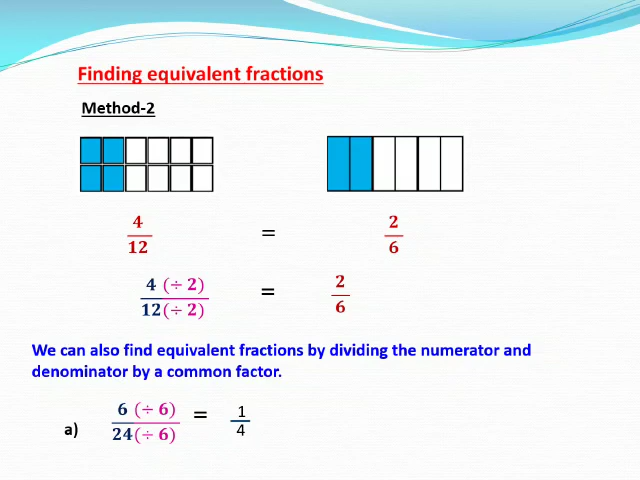 Finding equivalent fractions
Method-2
4/12 = 2/6
4 (÷ 2)/12(÷ 2) = 2/6
We can also find equivalent fractions by dividing the numerator and
denominator by a common factor.
a) 6 (÷ 6)/24(÷ 6) = 1/4